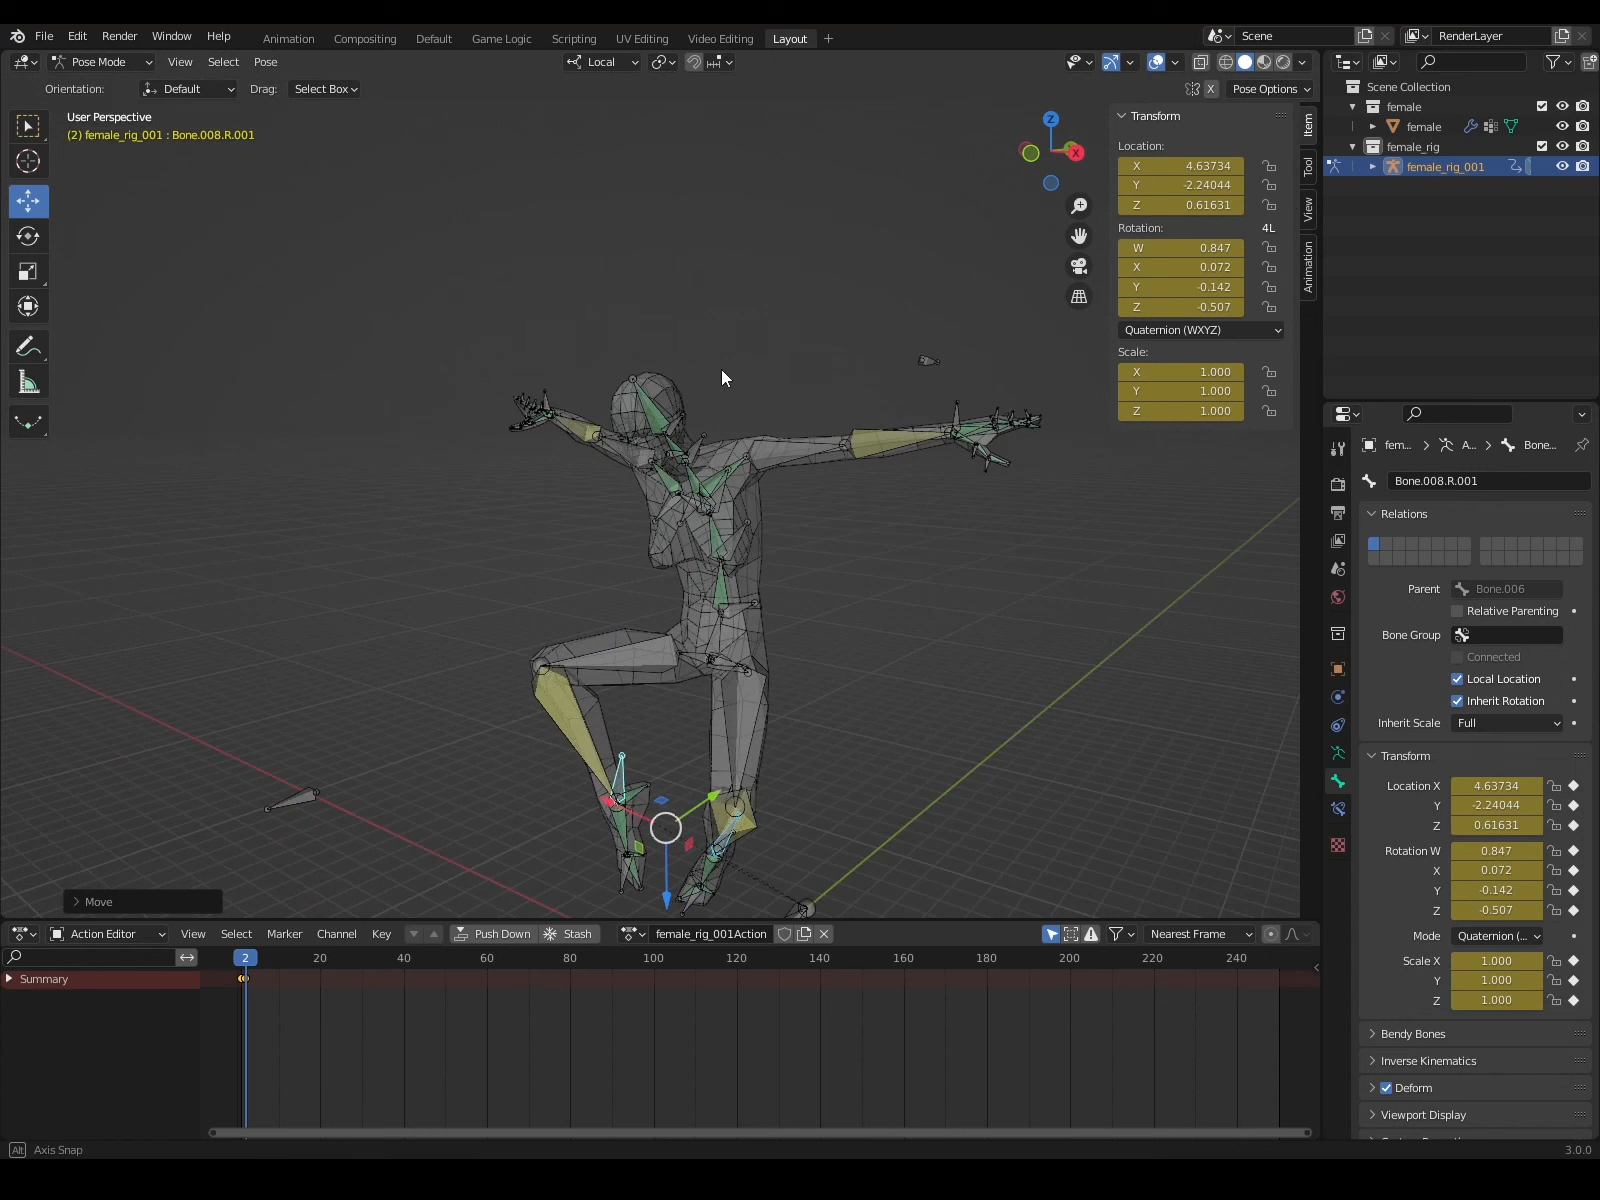 File Edit Render Window Help Animation Compositing Default Game Logic Scripting UV Editing Video Editing Layout + Scene RenderLayer
Pose Mode View Select Pose Local
Orientation: Default Drag: Select Box X Pose Options
User Perspective
(2) female_rig_001 : Bone.008.R.001
Z
X
Transform
Location:
X 4.63734
Y -2.24044
Z 0.61631
Rotation: 4L
W 0.847
X 0.072
Y -0.142
Z -0.507
Quaternion (WXYZ)
Scale:
X 1.000
Y 1.000
Z 1.000
Item
Tool
View
Animation
Scene Collection
female
female
female_rig
female_rig_001
fem... > A... > Bone...
Bone.008.R.001
Relations
Parent Bone.006
Relative Parenting
Bone Group
Connected
Local Location
Inherit Rotation
Inherit Scale Full
Transform
Location X 4.63734
Y -2.24044
Z 0.61631
Rotation W 0.847
X 0.072
Y -0.142
Z -0.507
Mode Quaternion (...
Scale X 1.000
Y 1.000
Z 1.000
Bendy Bones
Inverse Kinematics
Deform
Viewport Display
Move
Action Editor View Select Marker Channel Key Push Down Stash female_rig_001Action Nearest Frame
2 20 40 60 80 100 120 140 160 180 200 220 240
Summary
Alt Axis Snap 3.0.0